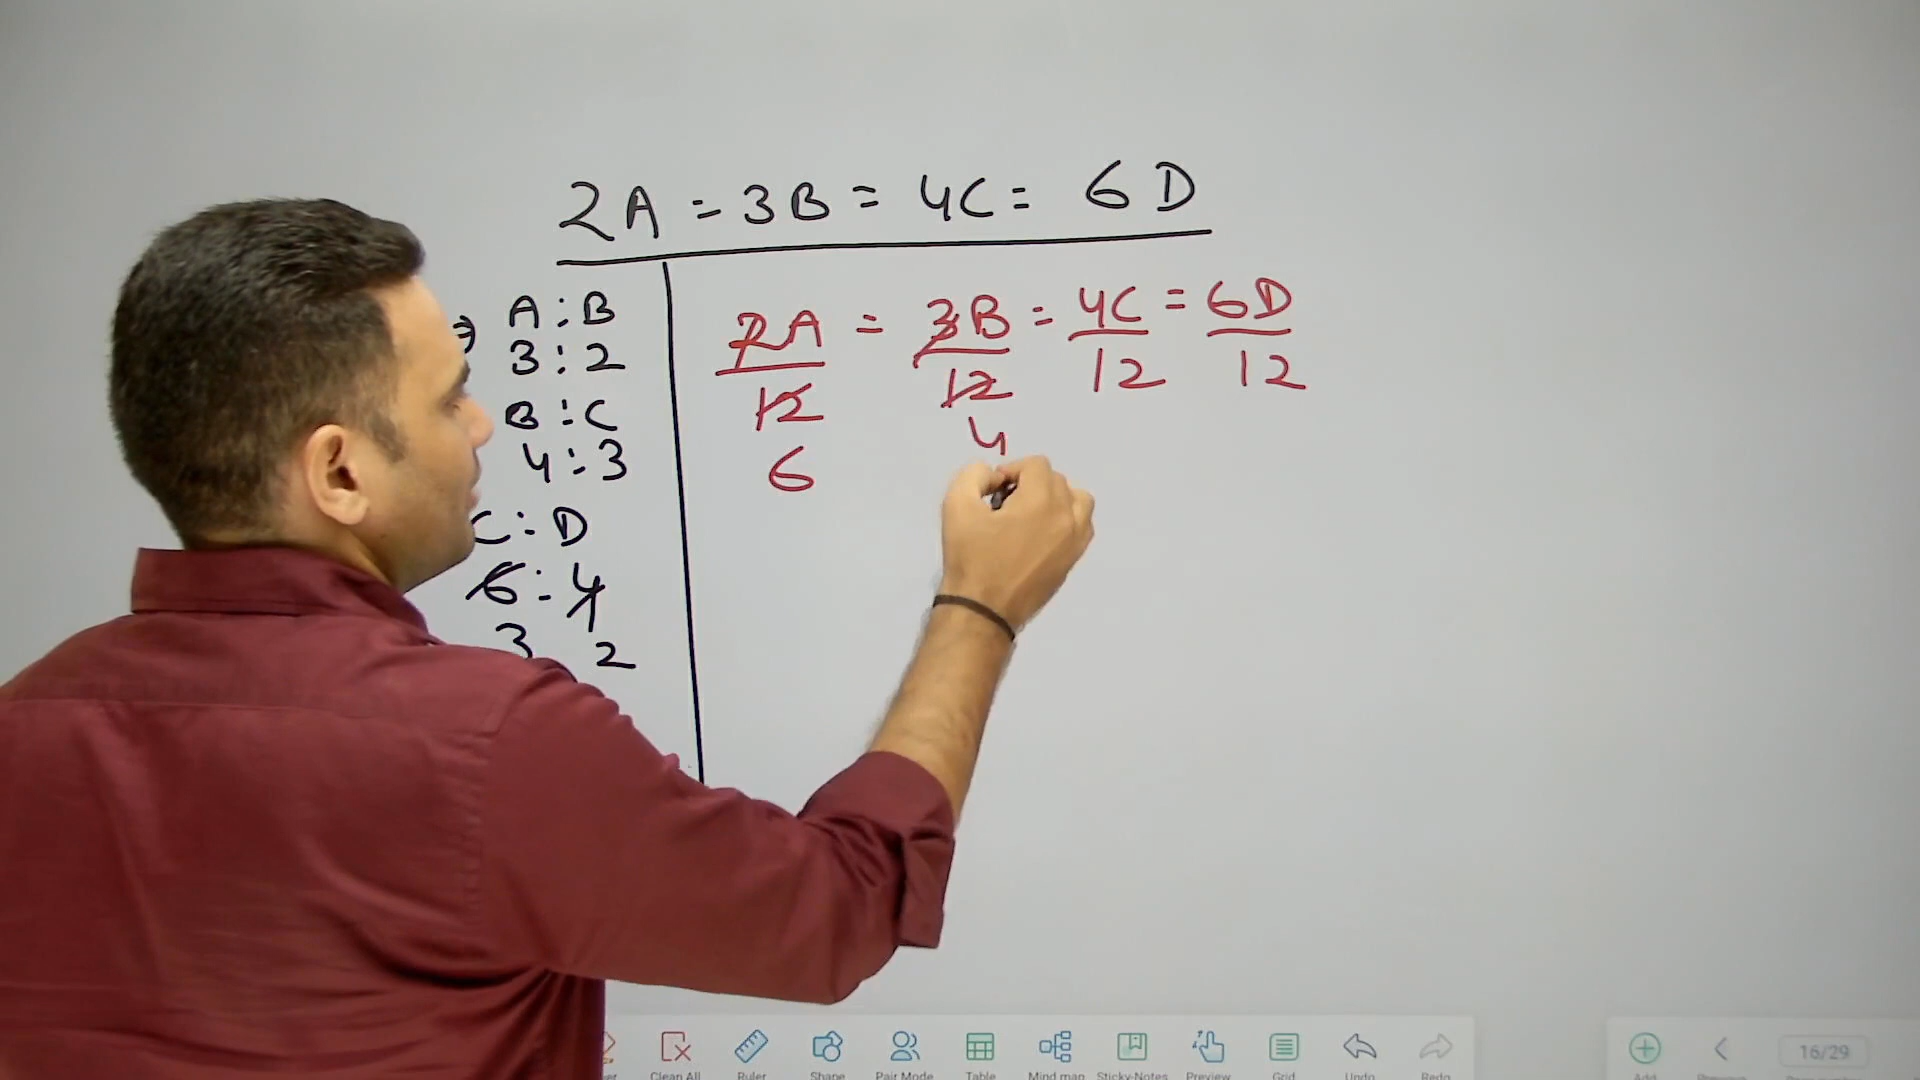 2A = 3B = 4C = 6D
⇒ A : B
3 : 2
B : C
4 : 3
C : D
6 : 4
3 2
2A = 3B = 4C = 6D
12 12 12 12
6 4
Clean All Ruler Shape Pair Mode Table Mind map Sticky-Notes Preview Grid Undo Redo Add 16/29